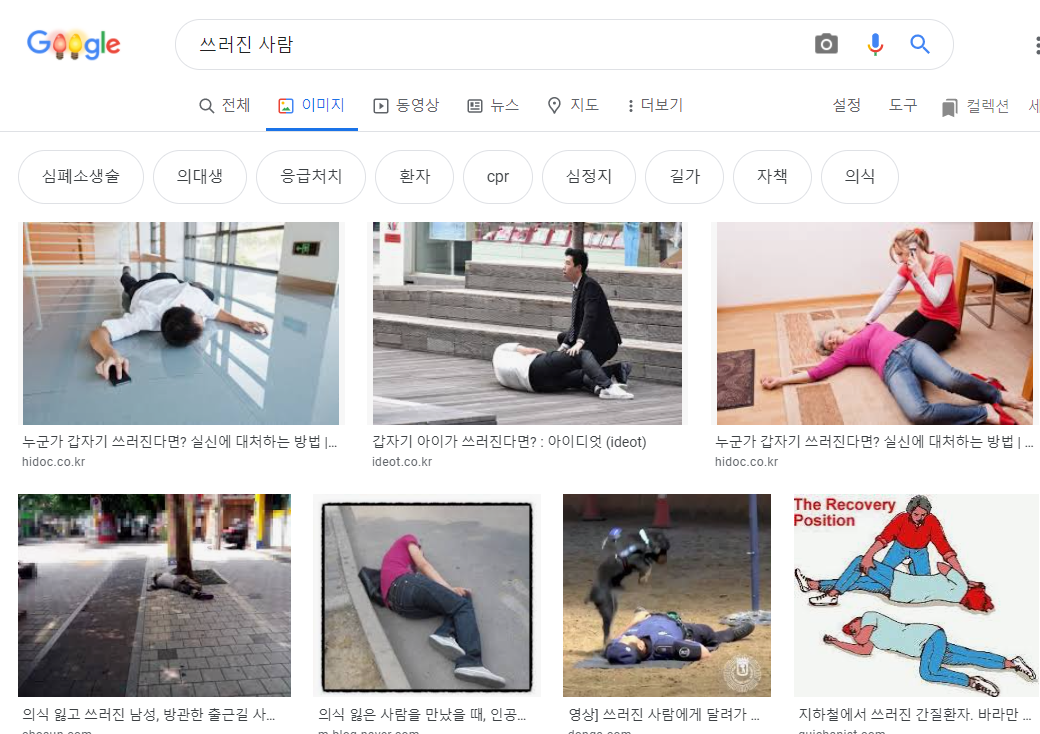 Google
쓰러진 사람
전체
이미지
동영상
뉴스
지도
더보기
설정
도구
컬렉션
심폐소생술
의대생
응급처치
환자
cpr
심정지
길가
자책
의식
누군가 갑자기 쓰러진다면? 실신에 대처하는 방법 |...
hidoc.co.kr
갑자기 아이가 쓰러진다면? : 아이디엇 (ideot)
ideot.co.kr
누군가 갑자기 쓰러진다면? 실신에 대처하는 방법 | ...
hidoc.co.kr
The Recovery
Position
의식 잃고 쓰러진 남성, 방관한 출근길 사...
의식 잃은 사람을 만났을 때, 인공...
영상] 쓰러진 사람에게 달려가 ...
지하철에서 쓰러진 간질환자. 바라만 ...